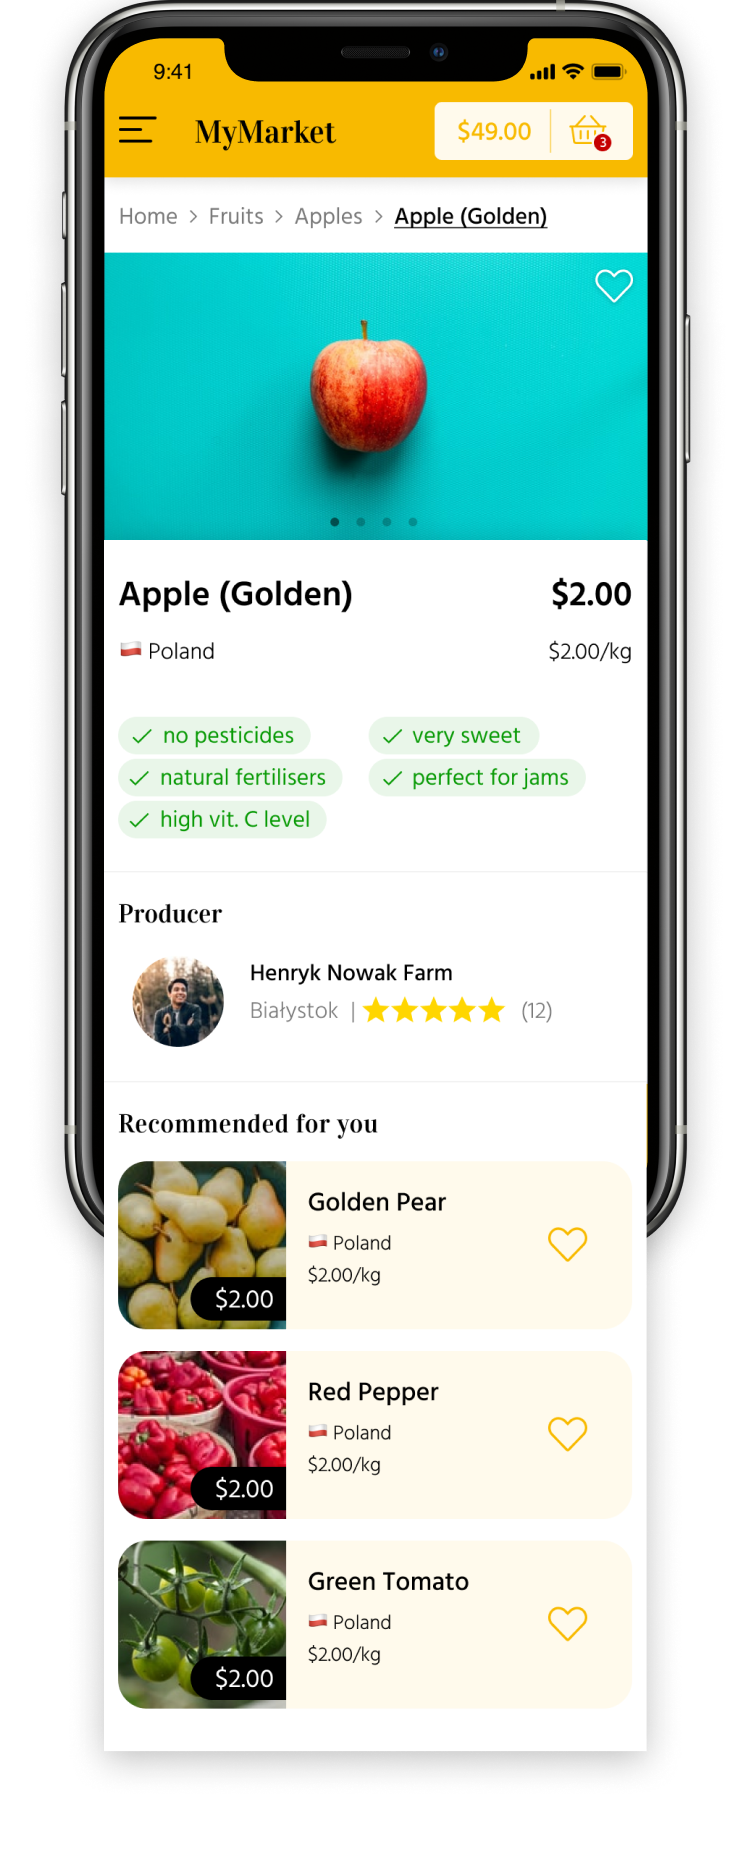 9:41
MyMarket $49.00 3
Home > Fruits > Apples > Apple (Golden)
Apple (Golden) $2.00
Poland $2.00/kg
no pesticides very sweet
natural fertilisers perfect for jams
high vit. C level
Producer
Henryk Nowak Farm
Białystok | (12)
Recommended for you
Golden Pear
Poland
$2.00/kg
$2.00
Red Pepper
Poland
$2.00/kg
$2.00
Green Tomato
Poland
$2.00/kg
$2.00